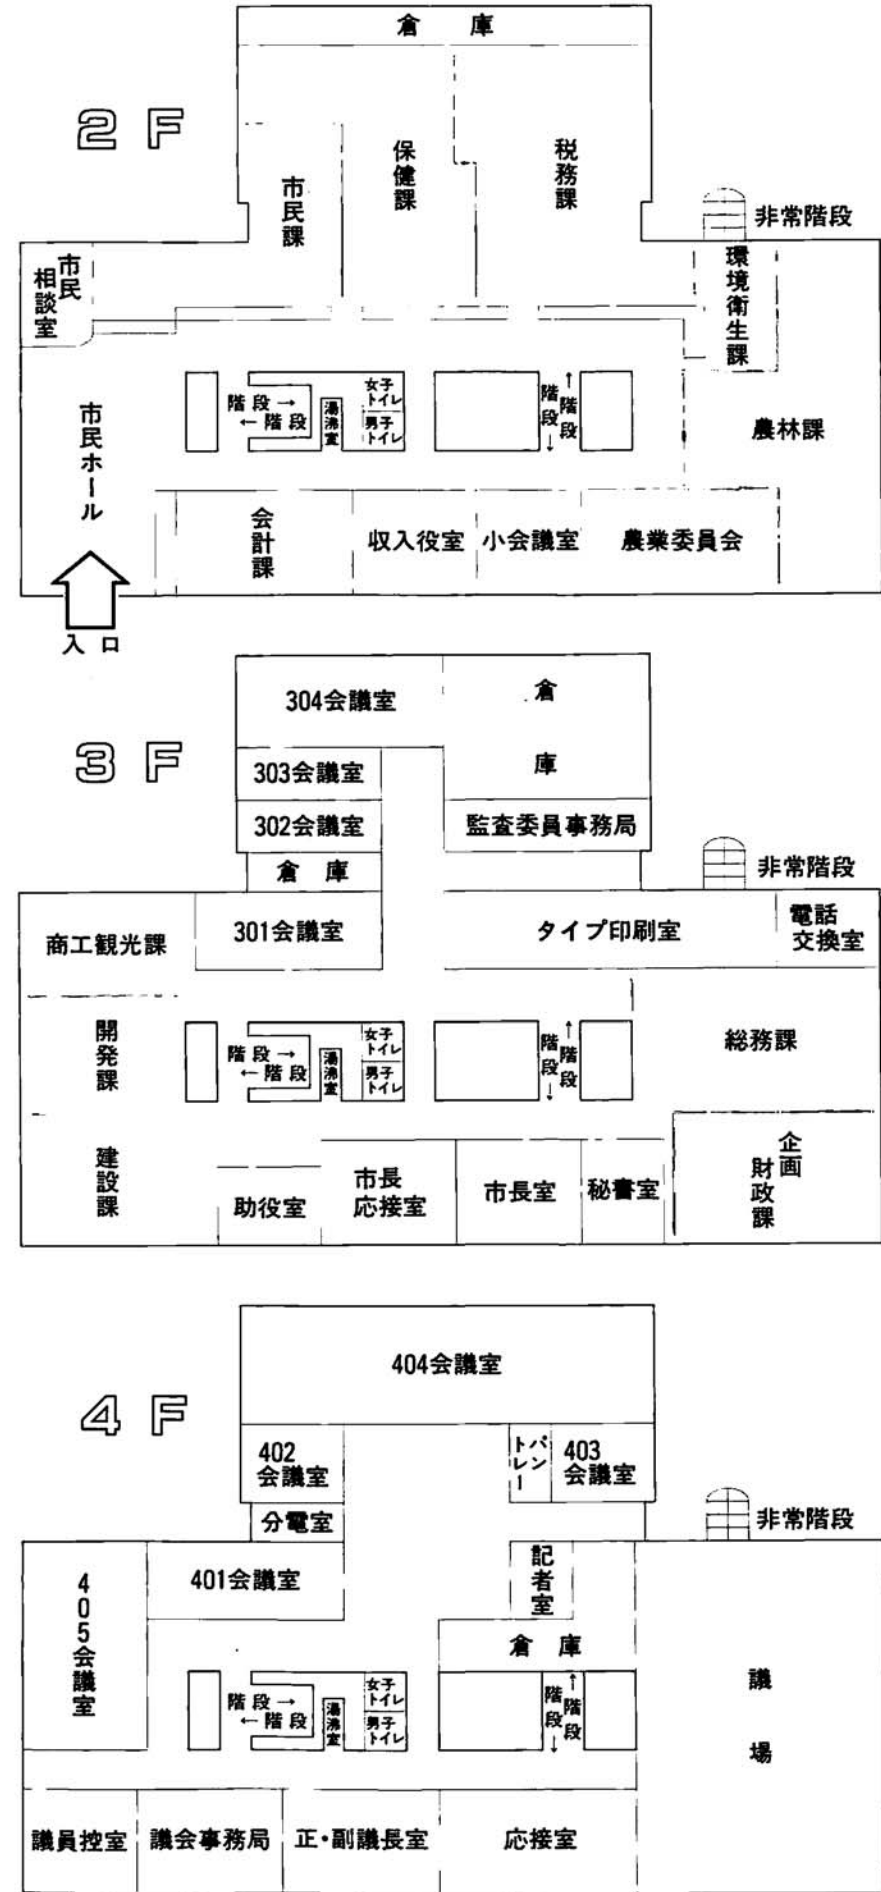 倉庫
2F
保健課
税務課
市民課
非常階段
市民
相談室
環境衛生課
階段→
←階段
湯沸室
女子
トイレ
男子
トイレ
階段↓
↑階段
市民ホール
農林課
会計課
収入役室
小会議室
農業委員会
入口
304会議室
倉庫
3F
303会議室
302会議室
監査委員事務局
倉庫
非常階段
商工観光課
301会議室
タイプ印刷室
電話
交換室
開発課
階段→
←階段
湯沸室
女子
トイレ
男子
トイレ
階段↓
↑階段
総務課
建設課
助役室
市長
応接室
市長室
秘書室
企画
財政課
404会議室
4F
402
会議室
パン
トレー
403
会議室
分電室
非常階段
405会議室
401会議室
記者室
倉庫
階段→
←階段
湯沸室
女子
トイレ
男子
トイレ
階段↓
↑階段
議場
議員控室
議会事務局
正・副議長室
応接室